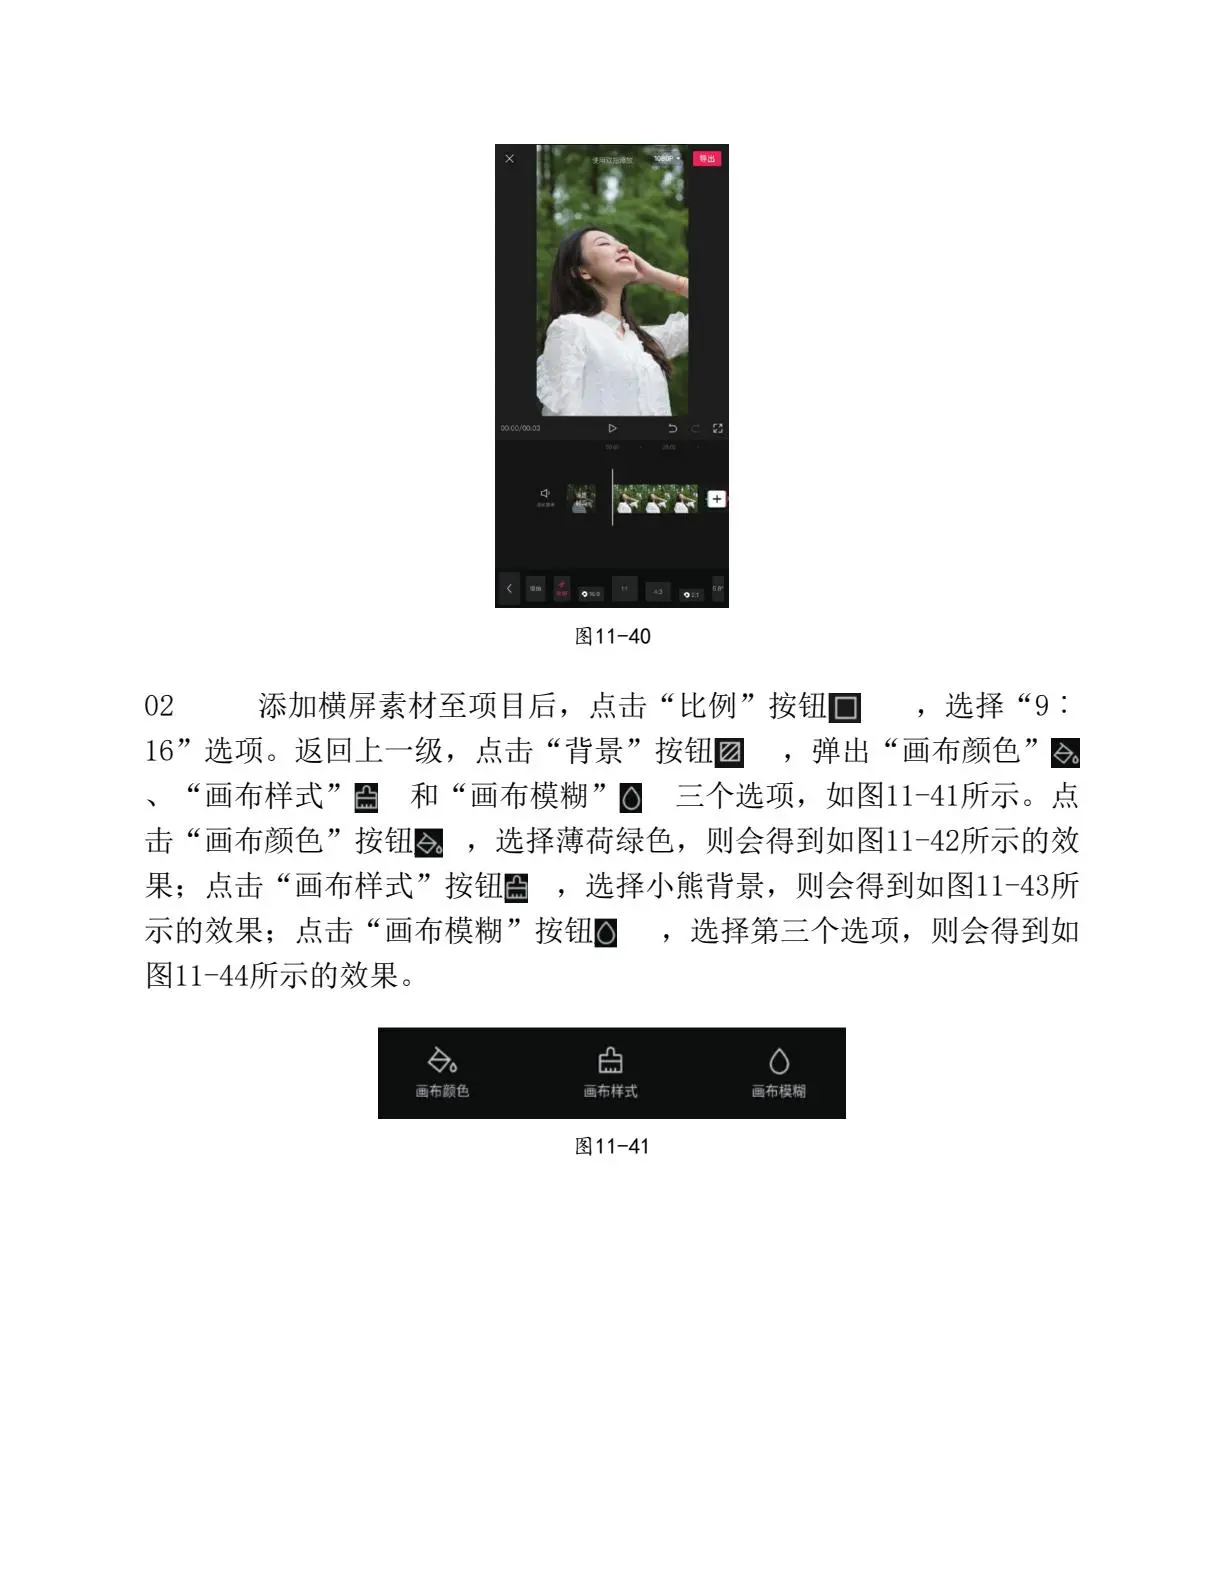 1080P
导出
00:00/00:03
00:00
16:9
1:1
4:3
2:1
图11-40
02 添加横屏素材至项目后，点击“比例”按钮，选择“9：
16”选项。返回上一级，点击“背景”按钮，弹出“画布颜色”
、“画布样式” 和“画布模糊” 三个选项，如图11-41所示。点
击“画布颜色”按钮，选择薄荷绿色，则会得到如图11-42所示的效
果；点击“画布样式”按钮，选择小熊背景，则会得到如图11-43所
示的效果；点击“画布模糊”按钮，选择第三个选项，则会得到如
图11-44所示的效果。
画布颜色
画布样式
画布模糊
图11-41